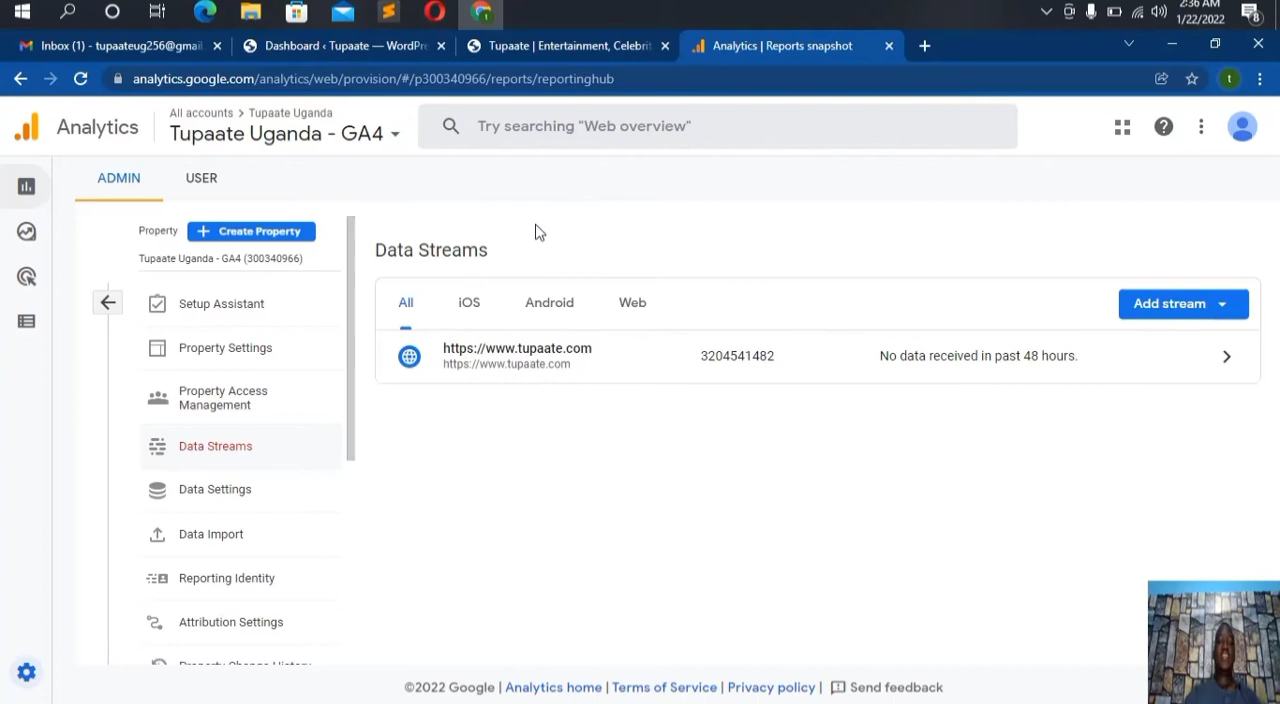 2:36 AM
1/22/2022
8
Inbox (1) - tupaateug256@gmail
Dashboard ‹ Tupaate — WordPre
Tupaate | Entertainment, Celebrit
Analytics | Reports snapshot
analytics.google.com/analytics/web/provision/#/p300340966/reports/reportinghub
t
Analytics
All accounts > Tupaate Uganda
Tupaate Uganda - GA4
Try searching "Web overview"
ADMIN
USER
Property
Create Property
Tupaate Uganda - GA4 (300340966)
Setup Assistant
Property Settings
Property Access
Management
Data Streams
Data Settings
Data Import
Reporting Identity
Attribution Settings
Property Change History
Data Streams
All
iOS
Android
Web
Add stream
https://www.tupaate.com
https://www.tupaate.com
3204541482
No data received in past 48 hours.
©2022 Google | Analytics home | Terms of Service | Privacy policy | Send feedback